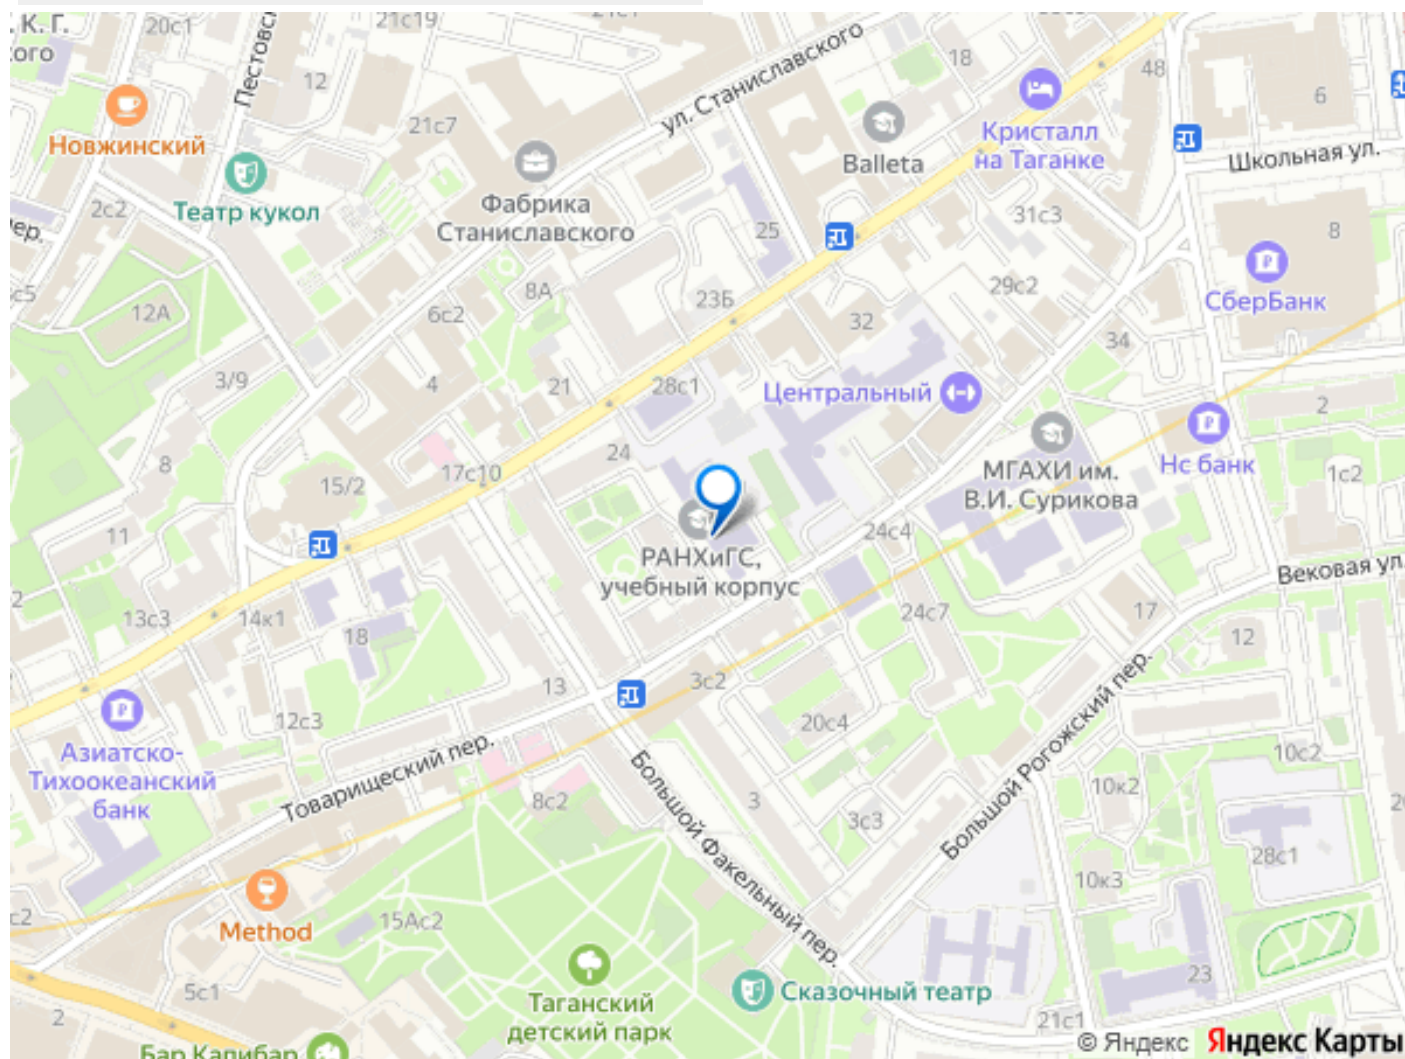 . К. Г.
ого
20с1
21с19
Пестовс
12
ул. Станиславского
18
48
6
Новжинский
21с7
Balleta
Кристалл
на Таганке
Школьная ул.
Театр кукол
Фабрика
Станиславского
2с2
ер.
25
31с3
8
с5
12А
8А
6с2
23Б
32
29с2
СберБанк
34
3/9
4
21
28с1
Центральный
2
8
17с10
24
МГАХИ им.
В.И. Сурикова
Нс банк
1с2
15/2
11
РАНХиГС,
учебный корпус
24с4
Вековая ул
2
13с3
14к1
18
24с7
17
12
13
3с2
12с3
20с4
Азиатско-
Тихоокеанский
банк
Товарищеский пер.
Большой Факельный пер.
Большой Рогожский пер.
10с2
8с2
3
3с3
10к2
28с1
10к3
с2
Method
15Ас2
Таганский
детский парк
Сказочный театр
23
5с1
2
21с1
Бар Калибар
© Яндекс Яндекс Карты